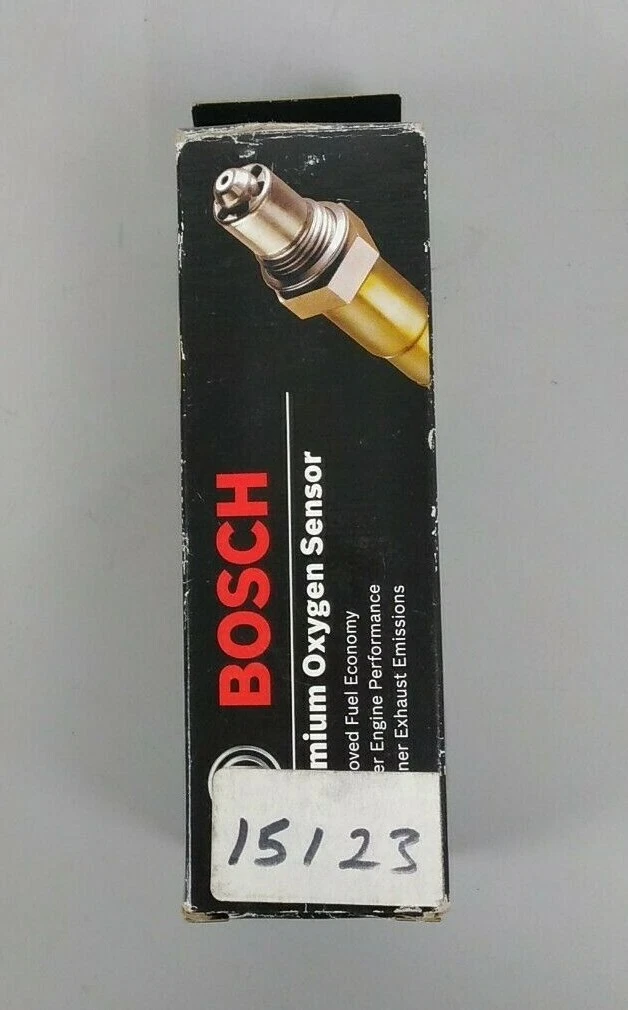 BOSCH
mium Oxygen Sensor
oved Fuel Economy
er Engine Performance
ner Exhaust Emissions
15123